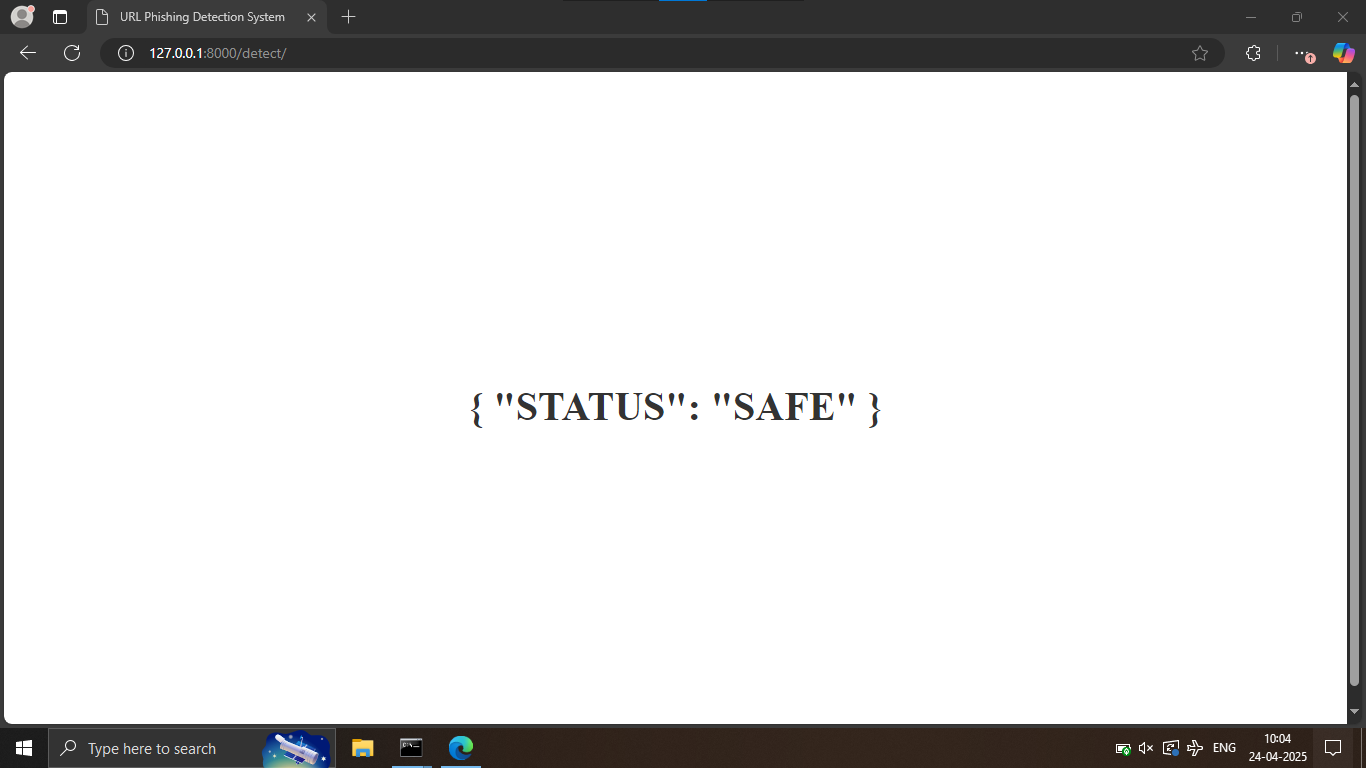 URL Phishing Detection System
127.0.0.1:8000/detect/
{ "STATUS": "SAFE" }
Type here to search
ENG
10:04
24-04-2025